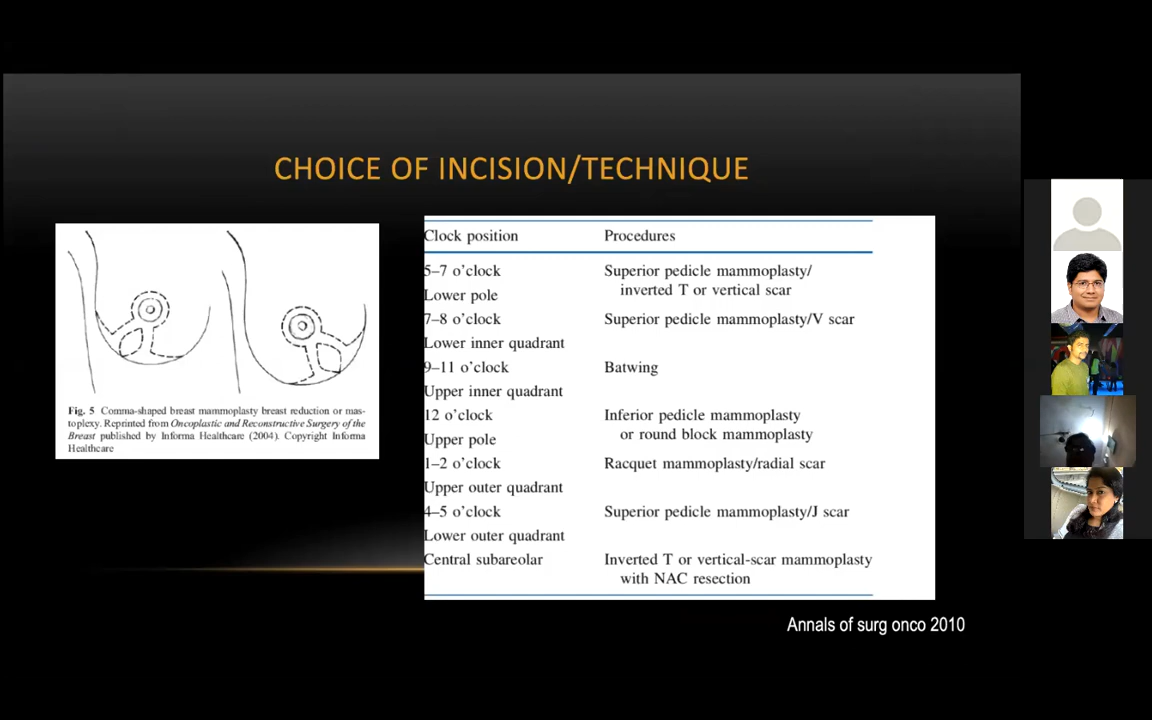 CHOICE OF INCISION/TECHNIQUE
Fig. 5 Comma-shaped breast mammoplasty breast reduction or mas-
toplexy. Reprinted from Oncoplastic and Reconstructive Surgery of the
Breast published by Informa Healthcare (2004). Copyright Informa
Healthcare
Clock position Procedures
5–7 o'clock Superior pedicle mammoplasty/
Lower pole inverted T or vertical scar
7–8 o'clock Superior pedicle mammoplasty/V scar
Lower inner quadrant
9–11 o'clock Batwing
Upper inner quadrant
12 o'clock Inferior pedicle mammoplasty
Upper pole or round block mammoplasty
1–2 o'clock Racquet mammoplasty/radial scar
Upper outer quadrant
4–5 o'clock Superior pedicle mammoplasty/J scar
Lower outer quadrant
Central subareolar Inverted T or vertical-scar mammoplasty
with NAC resection
Annals of surg onco 2010